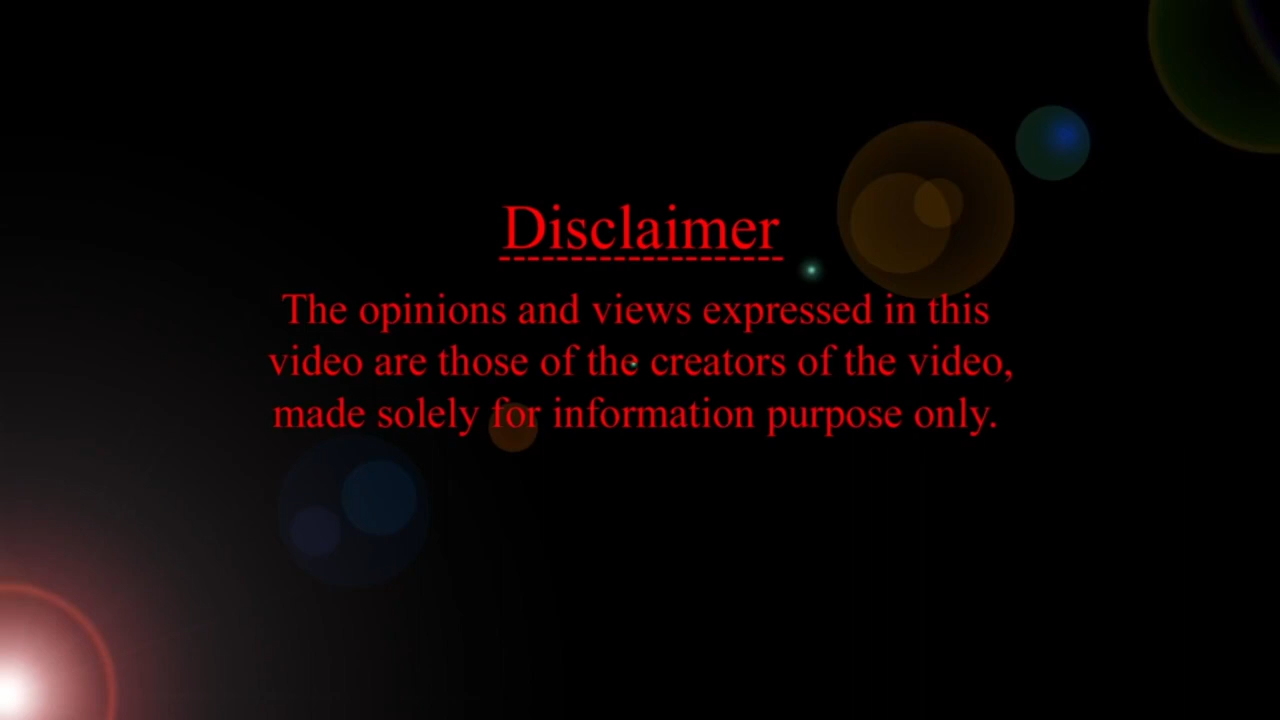 Disclaimer
The opinions and views expressed in this
video are those of the creators of the video,
made solely for information purpose only.